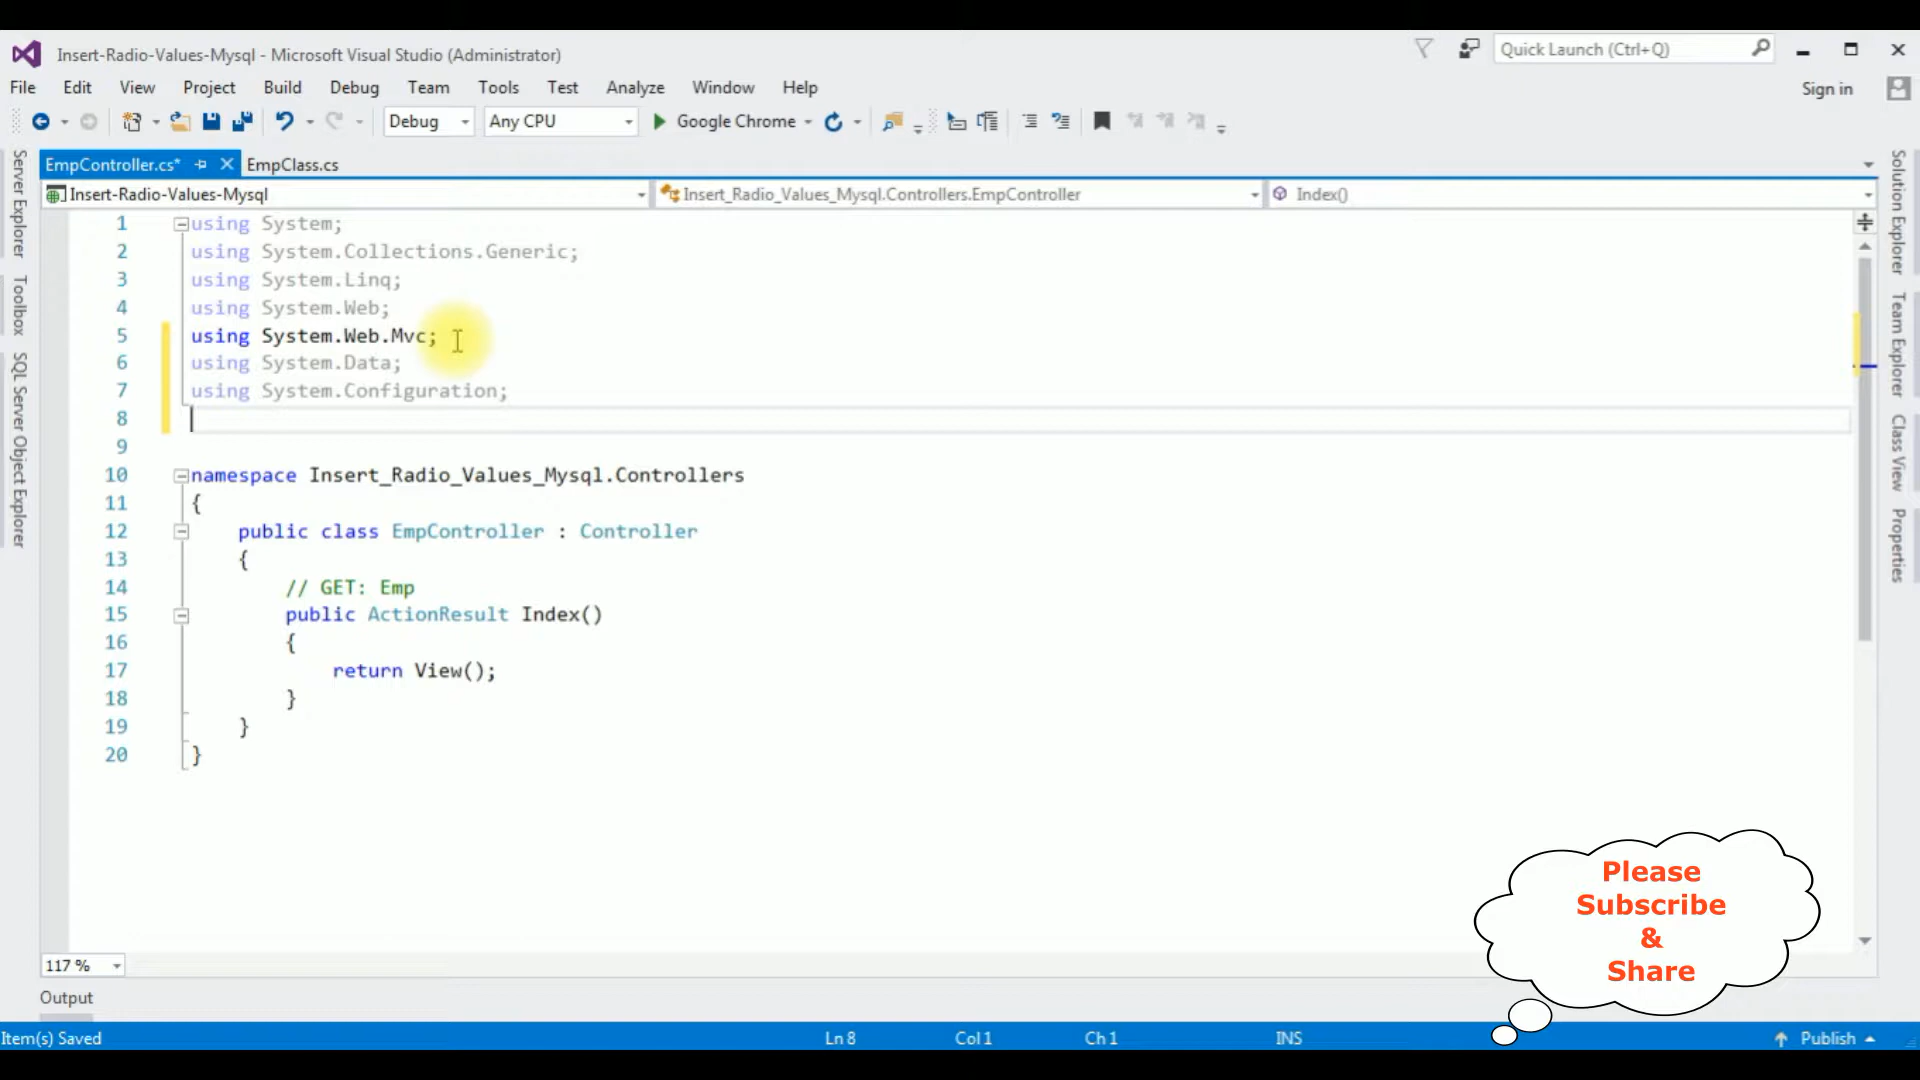 Insert-Radio-Values-Mysql - Microsoft Visual Studio (Administrator)
Quick Launch (Ctrl+Q)
File Edit View Project Build Debug Team Tools Test Analyze Window Help
Sign in
Debug Any CPU Google Chrome
EmpController.cs* EmpClass.cs
Insert-Radio-Values-Mysql Insert_Radio_Values_Mysql.Controllers.EmpController Index()
Server Explorer
Toolbox
SQL Server Object Explorer
1 using System;
2 using System.Collections.Generic;
3 using System.Linq;
4 using System.Web;
5 using System.Web.Mvc;
6 using System.Data;
7 using System.Configuration;
8
9
10 namespace Insert_Radio_Values_Mysql.Controllers
11 {
12 public class EmpController : Controller
13 {
14 // GET: Emp
15 public ActionResult Index()
16 {
17 return View();
18 }
19 }
20 }
Solution Explorer
Team Explorer
Class View
Properties
Please
Subscribe
&
Share
117 %
Output
Item(s) Saved Ln 8 Col 1 Ch 1 INS Publish